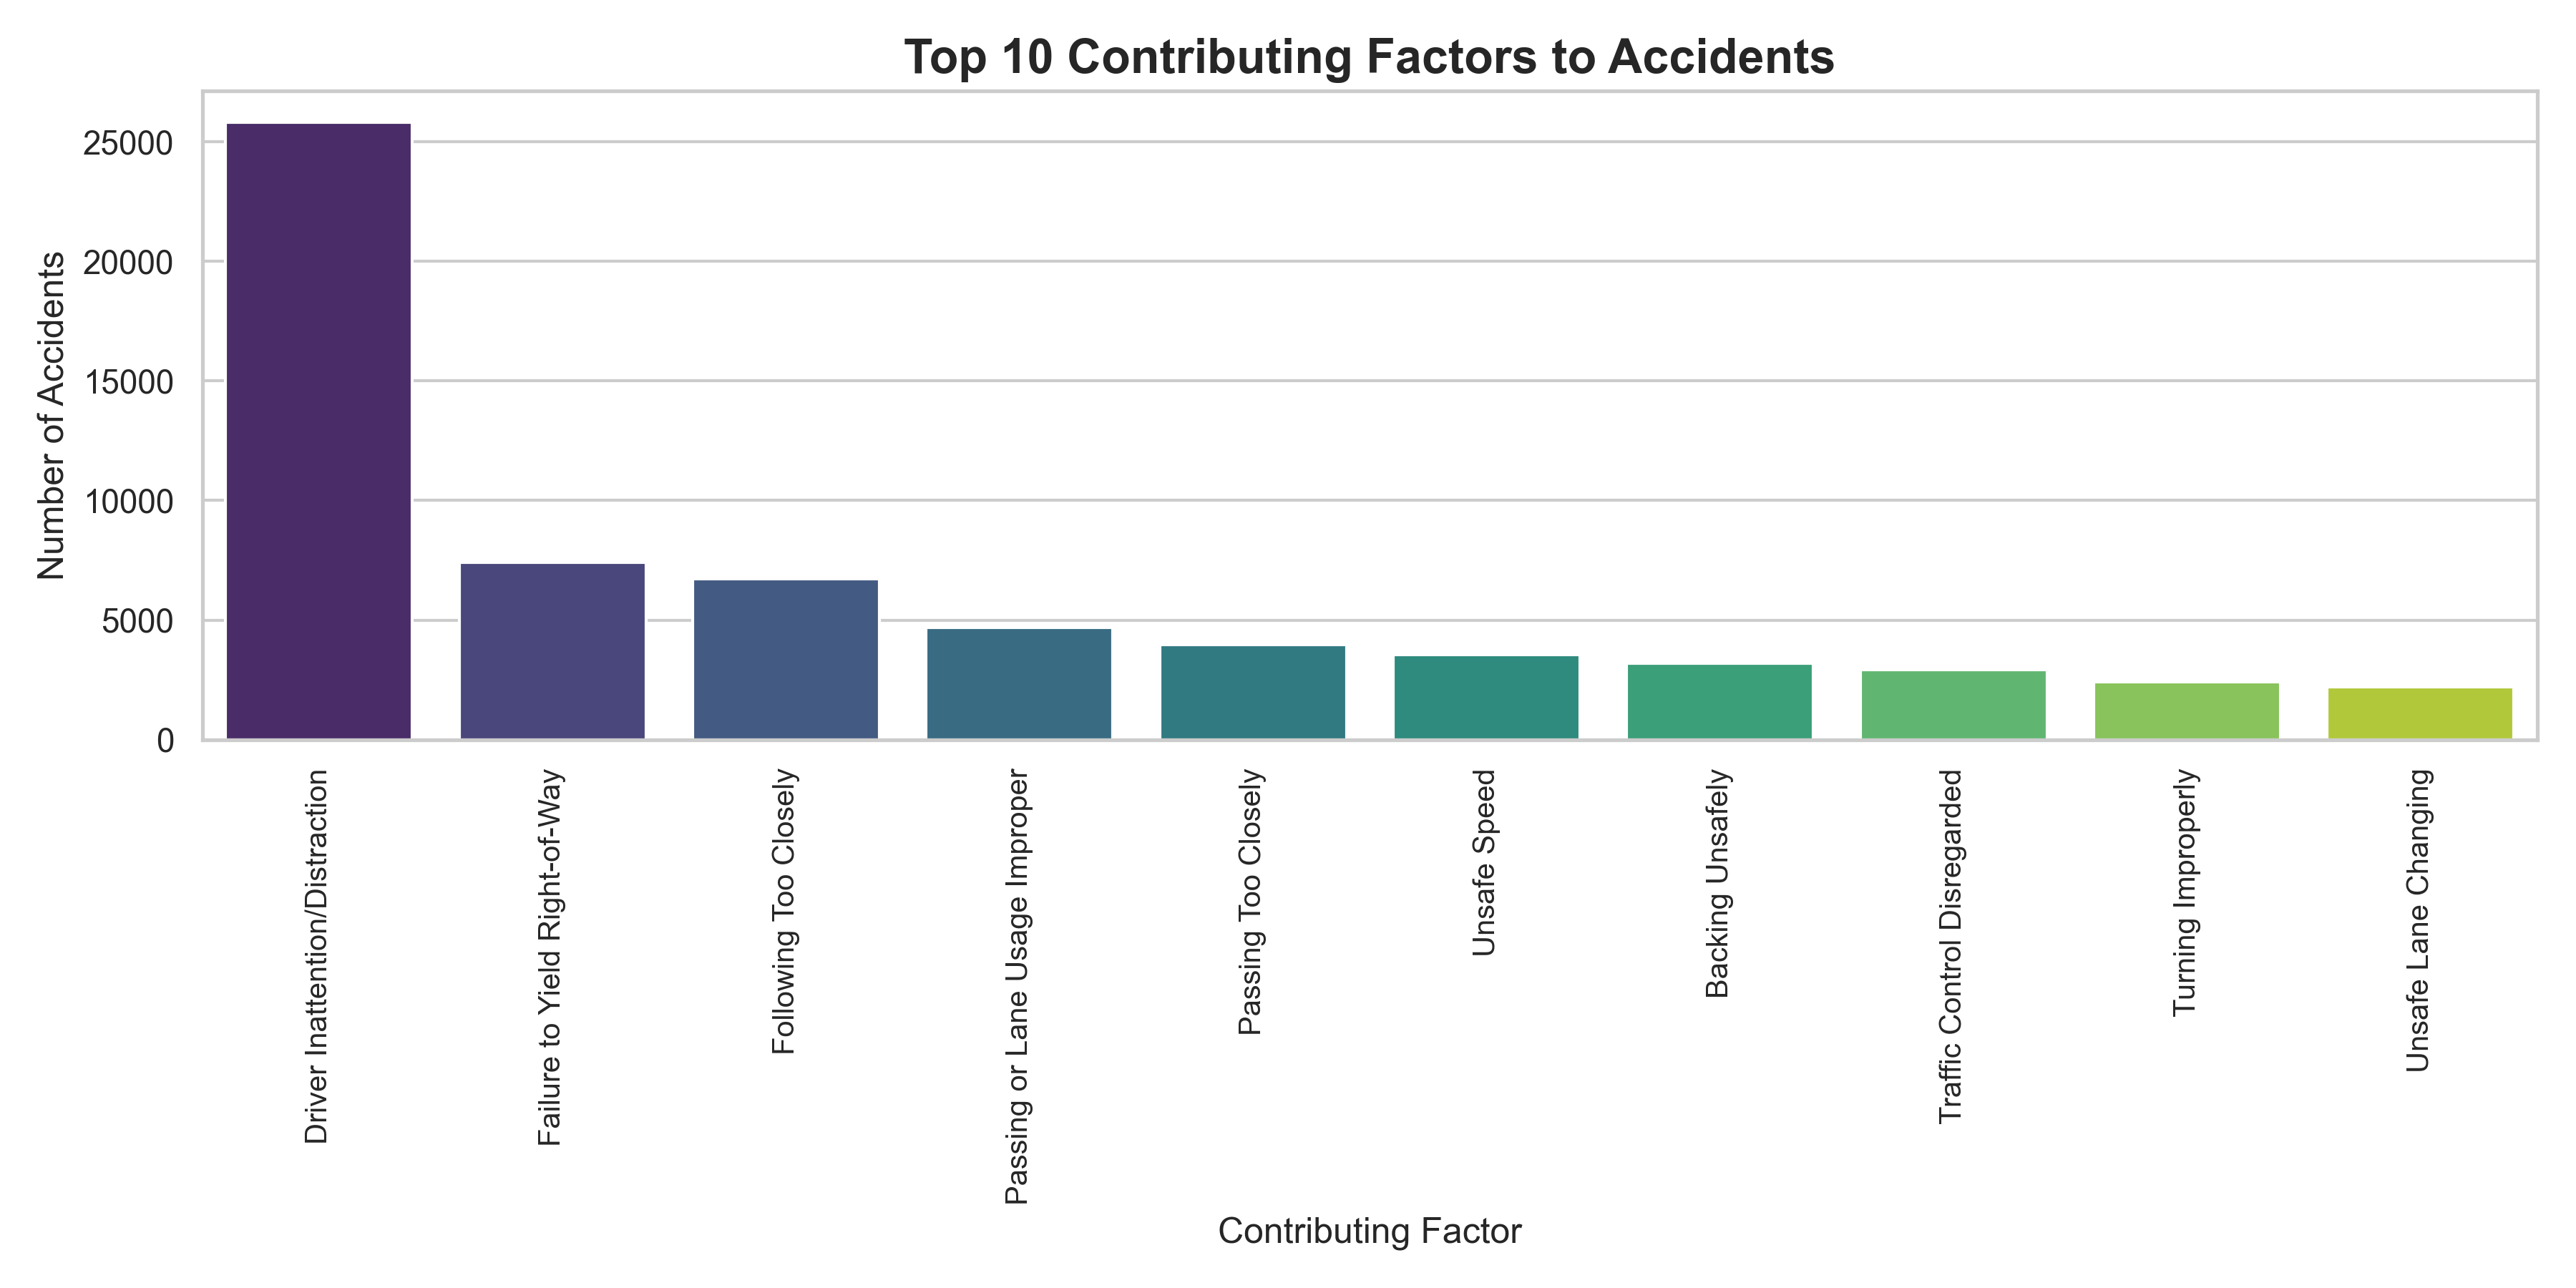 Top 10 Contributing Factors to Accidents
Number of Accidents
25000
20000
15000
10000
5000
0
Driver Inattention/Distraction
Failure to Yield Right-of-Way
Following Too Closely
Passing or Lane Usage Improper
Passing Too Closely
Unsafe Speed
Backing Unsafely
Traffic Control Disregarded
Turning Improperly
Unsafe Lane Changing
Contributing Factor